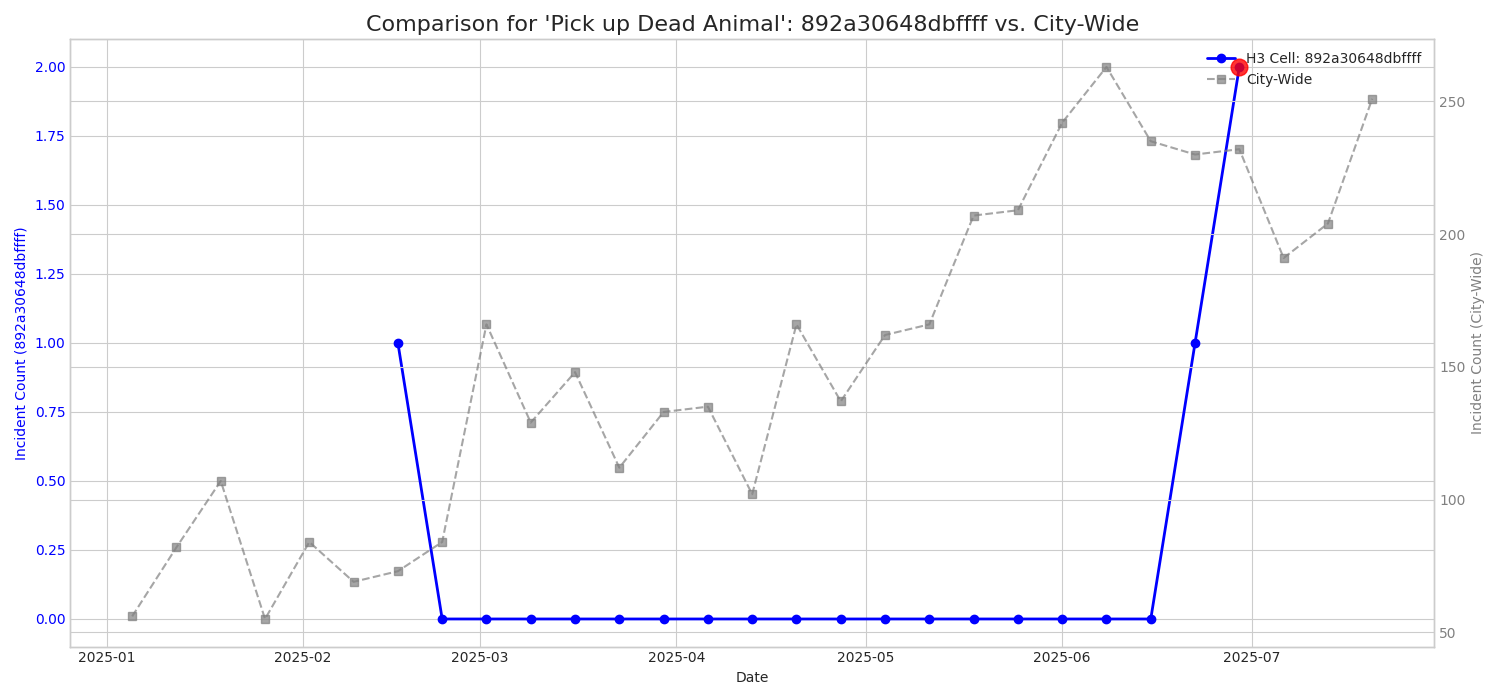 Comparison for 'Pick up Dead Animal': 892a30648dbffff vs. City-Wide
H3 Cell: 892a30648dbffff
City-Wide
Incident Count (892a30648dbffff)
2.00
1.75
1.50
1.25
1.00
0.75
0.50
0.25
0.00
250
200
150
100
50
Incident Count (City-Wide)
2025-01 2025-02 2025-03 2025-04 2025-05 2025-06 2025-07
Date